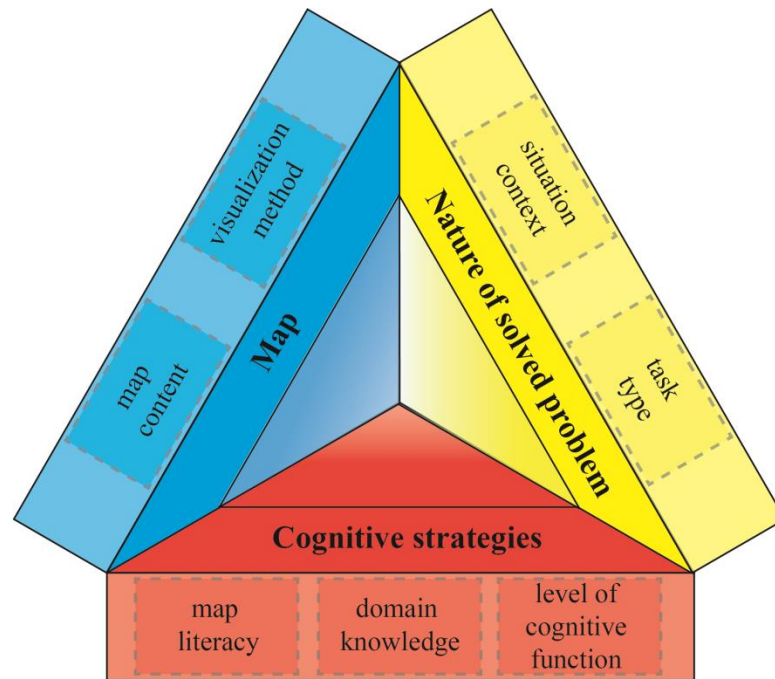 visualization
method
map
content
Map
situation
context
task
type
Nature of solved problem
Cognitive strategies
map
literacy
domain
knowledge
level of
cognitive
function